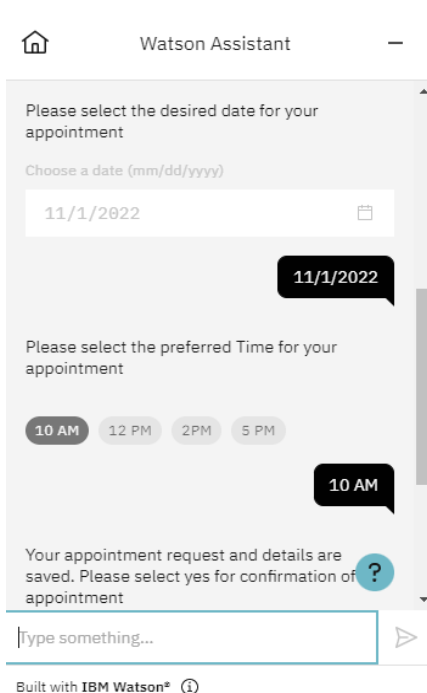 Watson Assistant
Please select the desired date for your
appointment
Choose a date (mm/dd/yyyy)
11/1/2022
11/1/2022
Please select the preferred Time for your
appointment
10 AM 12 PM 2PM 5 PM
10 AM
Your appointment request and details are
saved. Please select yes for confirmation of
appointment
?
Type something...
Built with IBM Watson®